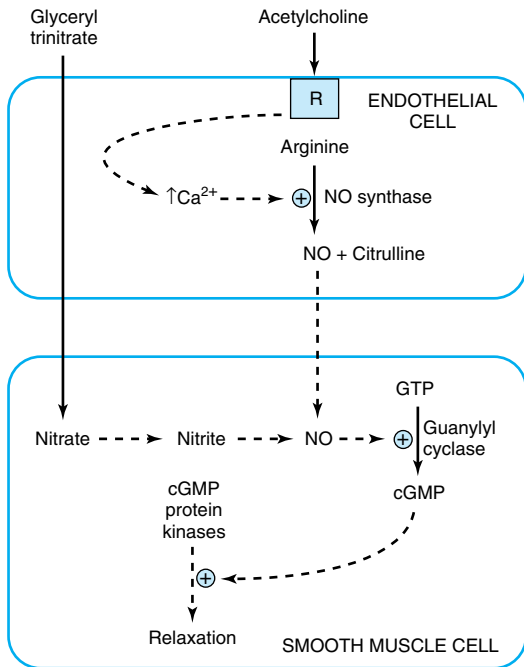 Glyceryl
trinitrate
Acetylcholine
R
ENDOTHELIAL
CELL
Arginine
↑Ca²⁺
+
NO synthase
NO + Citrulline
GTP
Nitrate
Nitrite
NO
+
Guanylyl
cyclase
cGMP
cGMP
protein
kinases
+
Relaxation
SMOOTH MUSCLE CELL